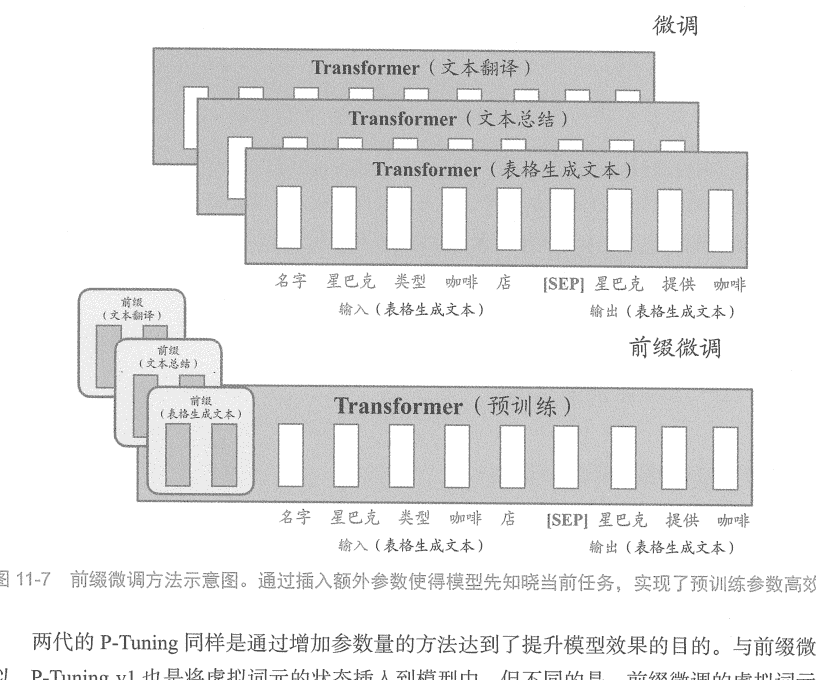 微调
Transformer（文本翻译）
Transformer（文本总结）
Transformer（表格生成文本）
名字 星巴克 类型 咖啡 店 [SEP] 星巴克 提供 咖啡
输入（表格生成文本） 输出（表格生成文本）
前缀
（文本翻译）
前缀微调
前缀
（文本总结）
前缀
（表格生成文本）
Transformer（预训练）
名字 星巴克 类型 咖啡 店 [SEP] 星巴克 提供 咖啡
输入（表格生成文本） 输出（表格生成文本）
图 11-7 前缀微调方法示意图。通过插入额外参数使得模型先知晓当前任务，实现了预训练参数高效
两代的 P-Tuning 同样是通过增加参数量的方法达到了提升模型效果的目的。与前缀微
P-Tuning v1 也是将虚拟词元的状态插入到模型中，但不同的是，前缀微调的虚拟词元